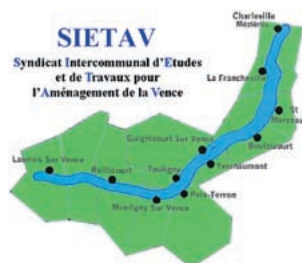 SIETAV
Syndicat Intercommunal d'Etudes
et de Travaux pour
l'Aménagement de la Vence
Charleville
Mézières
La Francheville
St
Marceau
Boulzicourt
Guignicourt Sur Vence
Yvernaumont
Launois Sur Vence
Raillicourt
Touligny
Poix-Terron
Montigny Sur Vence